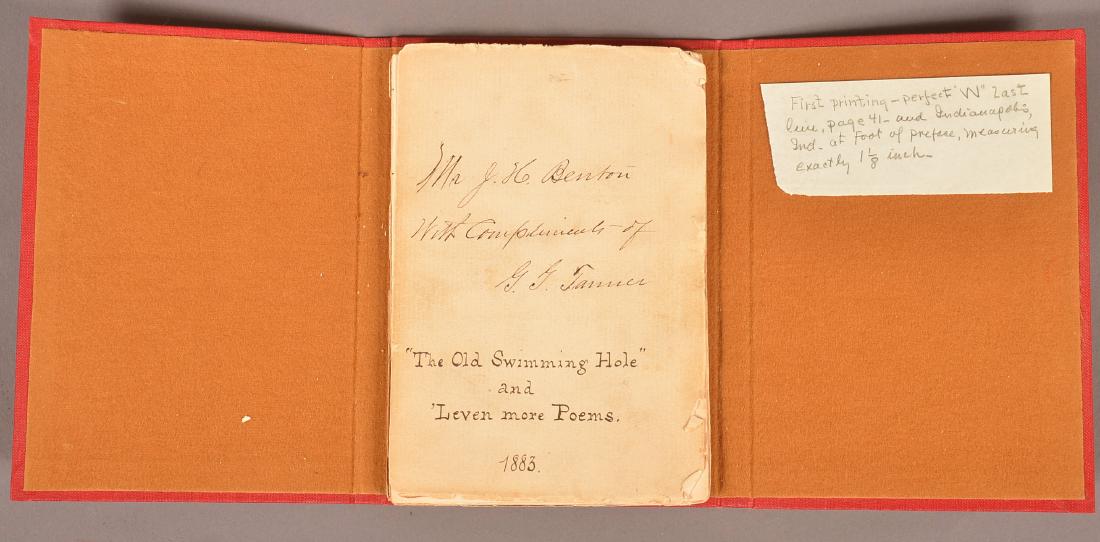 Mr J. H. Benton
With Compliments of
G. F. Tanner
"The Old Swimming Hole"
and
'Leven more Poems.
1883.
First printing - perfect "W" Last
line, page 41 - and Indianapolis,
Ind. at foot of preface, measuring
exactly 1 1/8 inch -